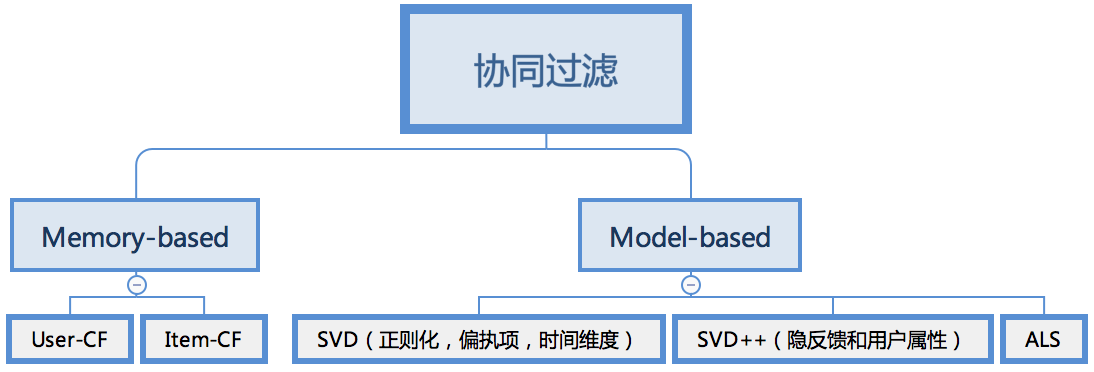 协同过滤
Memory-based
Model-based
User-CF
Item-CF
SVD（正则化，偏执项，时间维度）
SVD++（隐反馈和用户属性）
ALS